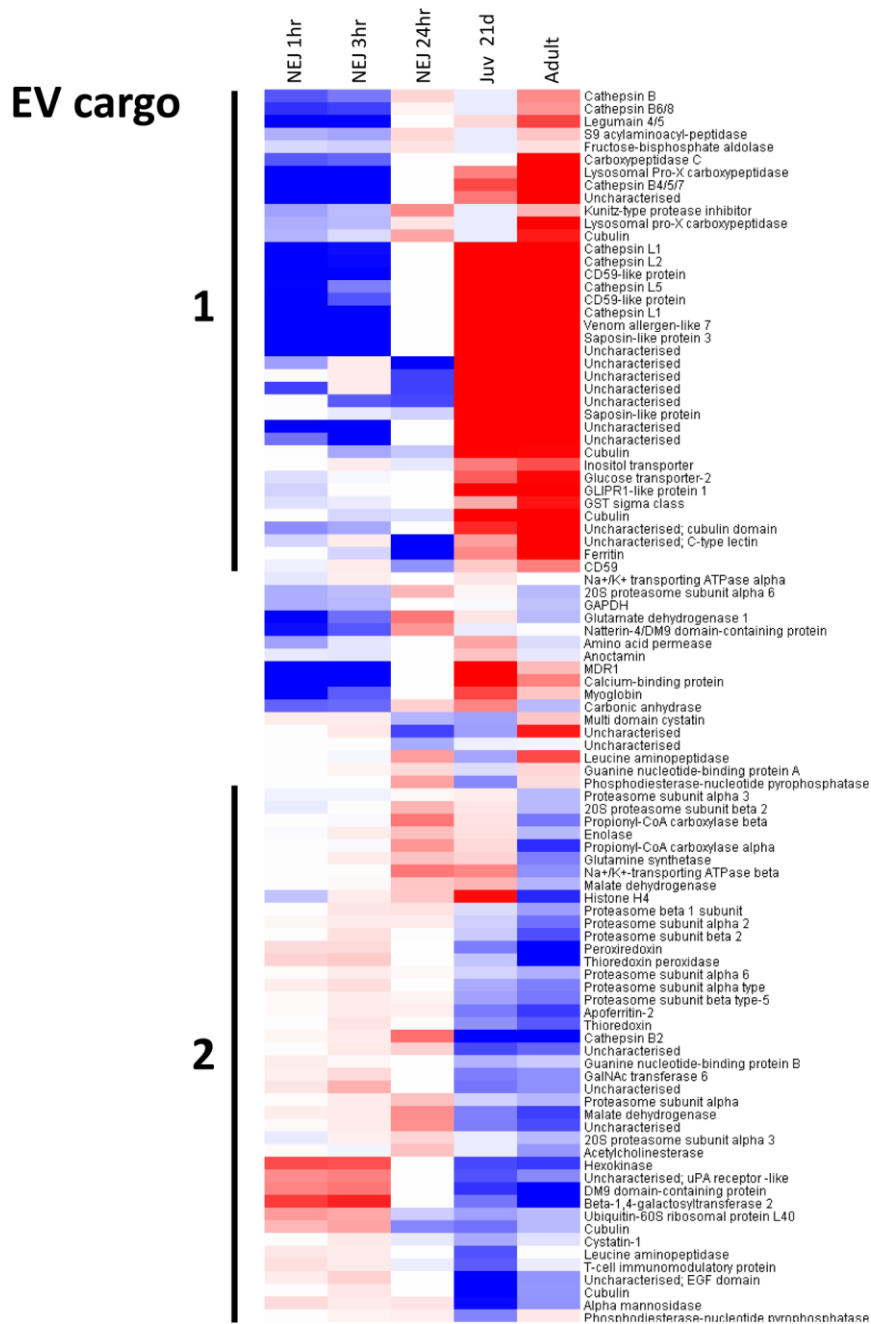 NEJ 1hr
NEJ 3hr
NEJ 24hr
Juv 21d
Adult
EV cargo
1
Cathepsin B
Cathepsin B6/8
Legumain 4/5
S9 acylaminoacyl-peptidase
Fructose-bisphosphate aldolase
Carboxypeptidase C
Lysosomal Pro-X carboxypeptidase
Cathepsin B4/5/7
Uncharacterised
Kunitz-type protease inhibitor
Lysosomal pro-X carboxypeptidase
Cubulin
Cathepsin L1
Cathepsin L2
CD59-like protein
Cathepsin L5
CD59-like protein
Cathepsin L1
Venom allergen-like 7
Saposin-like protein 3
Uncharacterised
Uncharacterised
Uncharacterised
Uncharacterised
Uncharacterised
Saposin-like protein
Uncharacterised
Uncharacterised
Cubulin
Inositol transporter
Glucose transporter-2
GLIPR1-like protein 1
GST sigma class
Cubulin
Uncharacterised; cubulin domain
Uncharacterised; C-type lectin
Ferritin
CD59
Na+/K+ transporting ATPase alpha
20S proteasome subunit alpha 6
GAPDH
Glutamate dehydrogenase 1
Natterin-4/DM9 domain-containing protein
Amino acid permease
Anoctamin
MDR1
Calcium-binding protein
Myoglobin
Carbonic anhydrase
Multi domain cystatin
Uncharacterised
Uncharacterised
Leucine aminopeptidase
Guanine nucleotide-binding protein A
Phosphodiesterase-nucleotide pyrophosphatase
2
Proteasome subunit alpha 3
20S proteasome subunit beta 2
Propionyl-CoA carboxylase beta
Enolase
Propionyl-CoA carboxylase alpha
Glutamine synthetase
Na+/K+-transporting ATPase beta
Malate dehydrogenase
Histone H4
Proteasome beta 1 subunit
Proteasome subunit alpha 2
Proteasome subunit beta 2
Peroxiredoxin
Thioredoxin peroxidase
Proteasome subunit alpha 6
Proteasome subunit alpha type
Proteasome subunit beta type-5
Apoferritin-2
Thioredoxin
Cathepsin B2
Uncharacterised
Guanine nucleotide-binding protein B
GalNAc transferase 6
Uncharacterised
Proteasome subunit alpha
Malate dehydrogenase
Uncharacterised
20S proteasome subunit alpha 3
Acetylcholinesterase
Hexokinase
Uncharacterised; uPA receptor -like
DM9 domain-containing protein
Beta-1,4-galactosyltransferase 2
Ubiquitin-60S ribosomal protein L40
Cubulin
Cystatin-1
Leucine aminopeptidase
T-cell immunomodulatory protein
Uncharacterised; EGF domain
Cubulin
Alpha mannosidase
Phosphodiesterase-nucleotide pyrophosphatase